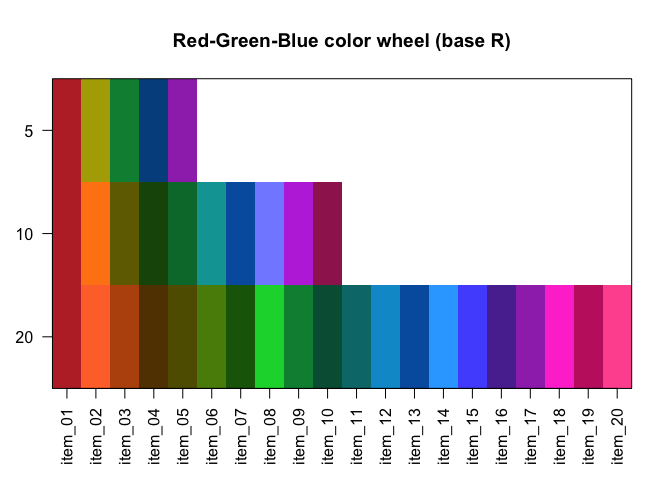 Red-Green-Blue color wheel (base R)
5
10
20
item_01
item_02
item_03
item_04
item_05
item_06
item_07
item_08
item_09
item_10
item_11
item_12
item_13
item_14
item_15
item_16
item_17
item_18
item_19
item_20